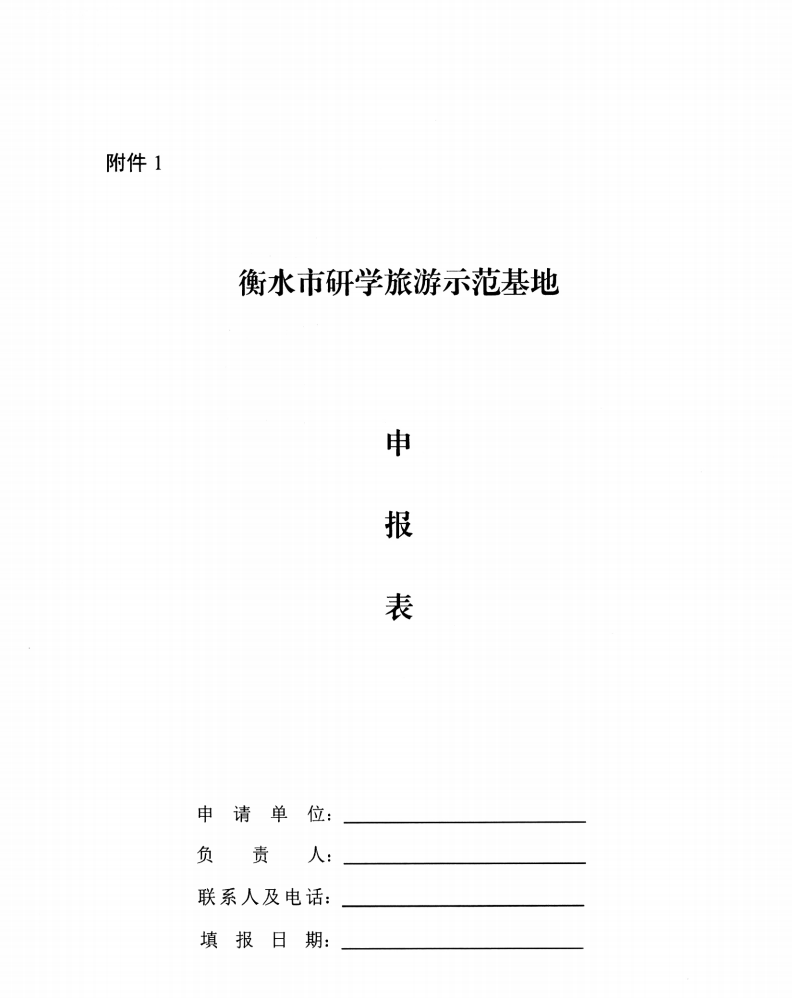 附件 1
衡水市研学旅游示范基地
申
报
表
申 请 单 位：
负 责 人：
联系人及电话：
填 报 日 期：